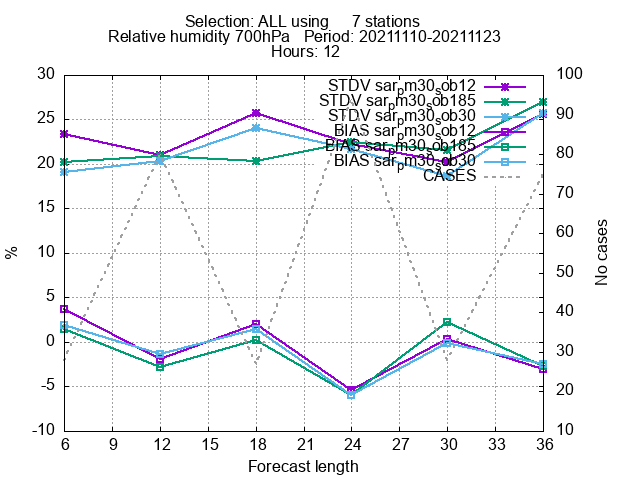 Selection: ALL using 7 stations
Relative humidity 700hPa Period: 20211110-20211123
Hours: 12
STDV sar_pm30_sob12
STDV sar_pm30_sob185
STDV sar_pm30_sob30
BIAS sar_pm30_sob12
BIAS sar_pm30_sob185
BIAS sar_pm30_sob30
CASES
30
25
20
15
10
5
0
-5
-10
100
90
80
70
60
50
40
30
20
10
%
No cases
6 9 12 15 18 21 24 27 30 33 36
Forecast length